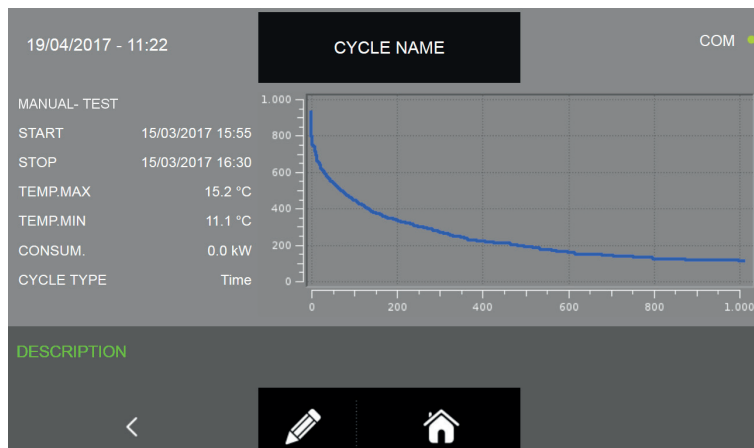 19/04/2017 - 11:22
CYCLE NAME
COM
MANUAL- TEST
START 15/03/2017 15:55
STOP 15/03/2017 16:30
TEMP.MAX 15.2 °C
TEMP.MIN 11.1 °C
CONSUM. 0.0 kW
CYCLE TYPE Time
1.000
800
600
400
200
0
0 200 400 600 800 1.000
DESCRIPTION